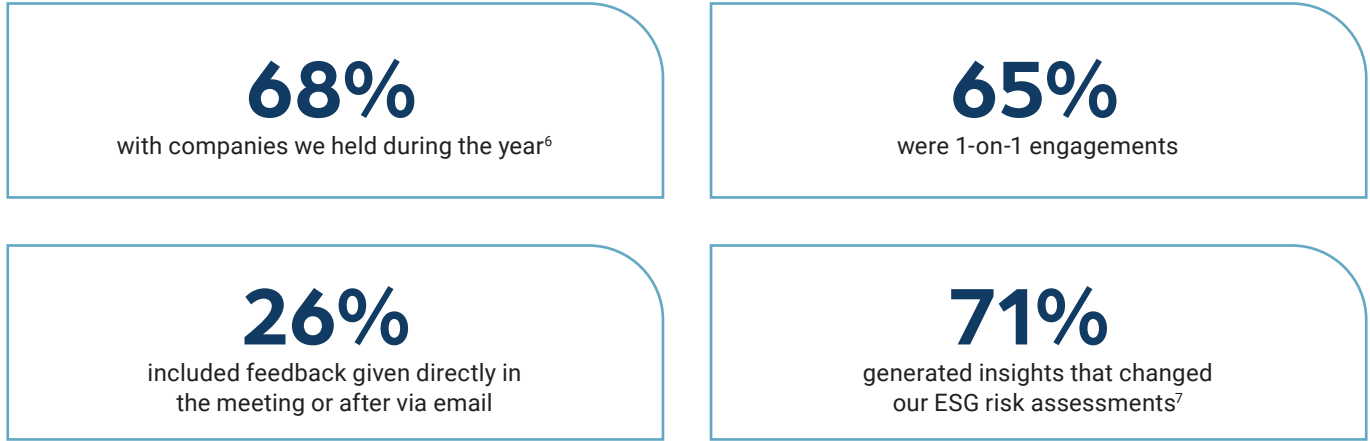 68%
with companies we held during the year⁶
65%
were 1-on-1 engagements
26%
included feedback given directly in
the meeting or after via email
71%
generated insights that changed
our ESG risk assessments⁷